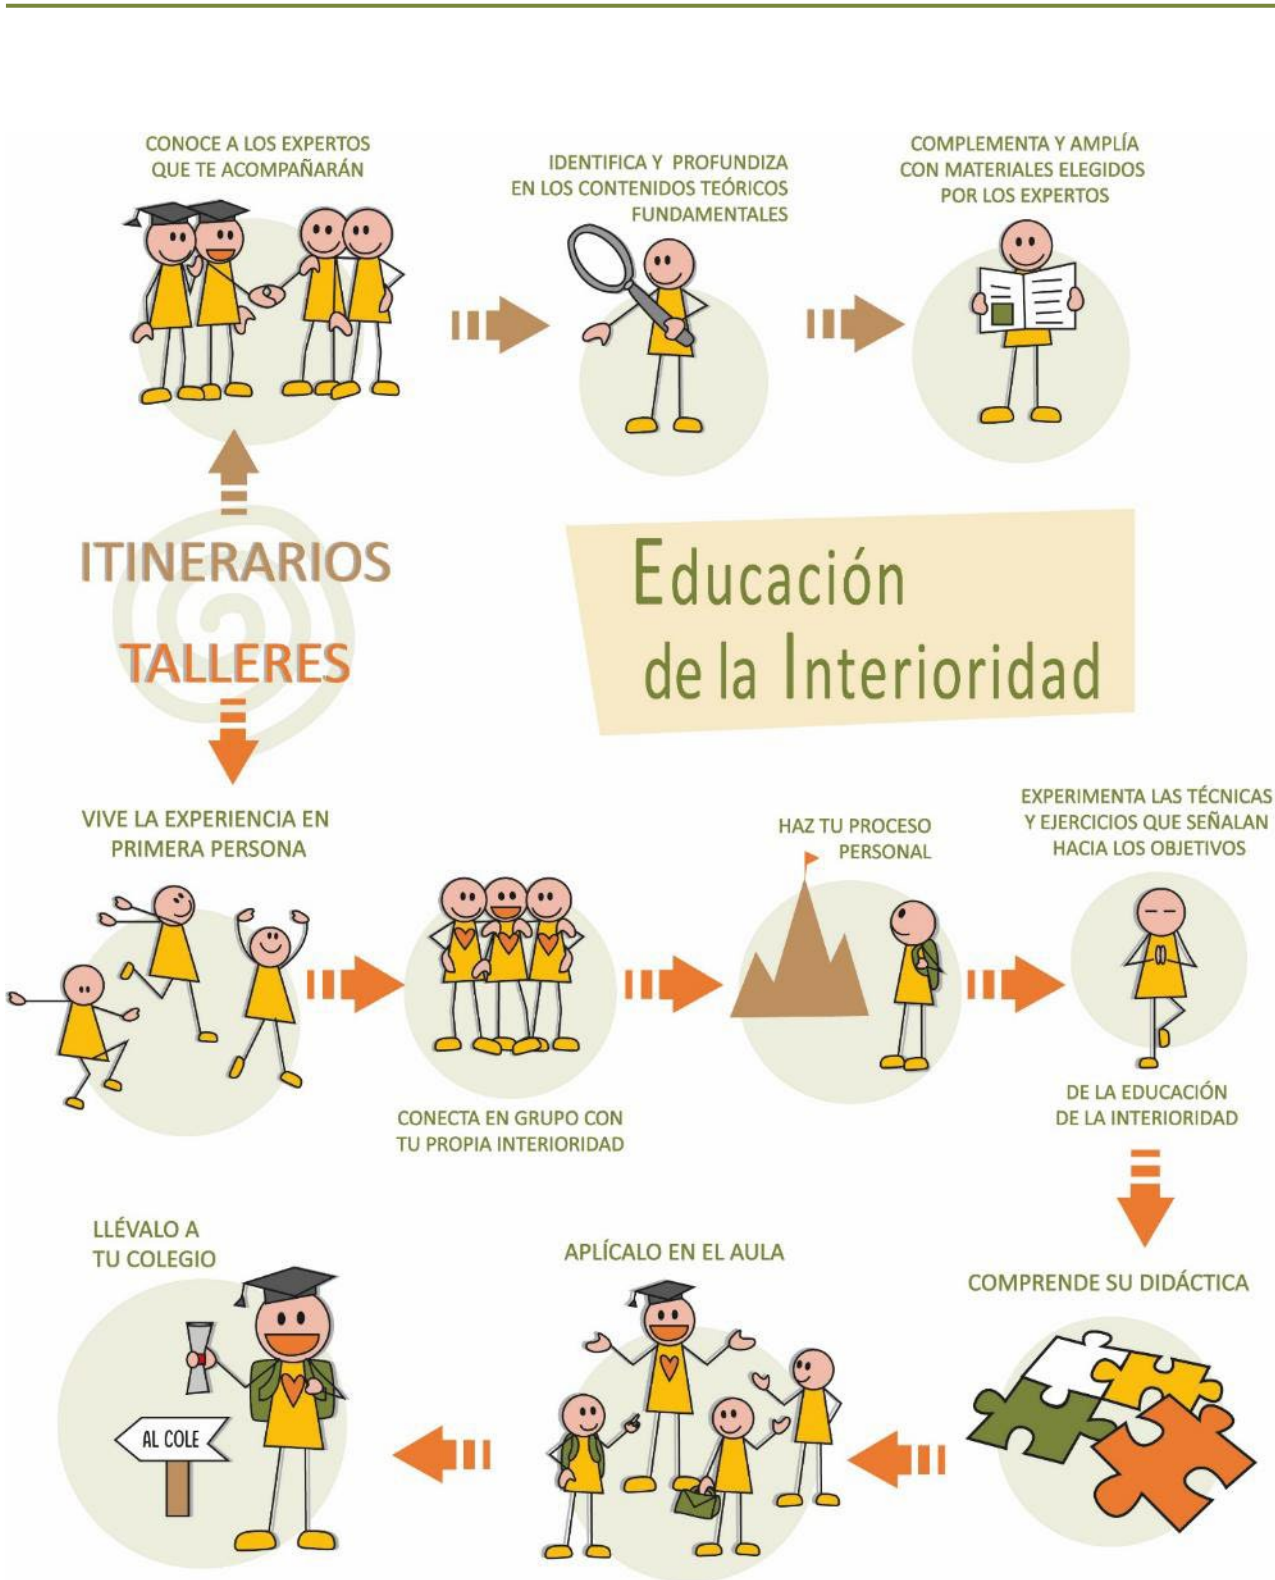 CONOCE A LOS EXPERTOS
QUE TE ACOMPAÑARÁN
IDENTIFICA Y PROFUNDIZA
EN LOS CONTENIDOS TEÓRICOS
FUNDAMENTALES
COMPLEMENTA Y AMPLÍA
CON MATERIALES ELEGIDOS
POR LOS EXPERTOS
ITINERARIOS
TALLERES
Educación
de la Interioridad
VIVE LA EXPERIENCIA EN
PRIMERA PERSONA
CONECTA EN GRUPO CON
TU PROPIA INTERIORIDAD
HAZ TU PROCESO
PERSONAL
EXPERIMENTA LAS TÉCNICAS
Y EJERCICIOS QUE SEÑALAN
HACIA LOS OBJETIVOS
DE LA EDUCACIÓN
DE LA INTERIORIDAD
COMPRENDE SU DIDÁCTICA
APLÍCALO EN EL AULA
LLÉVALO A
TU COLEGIO
AL COLE